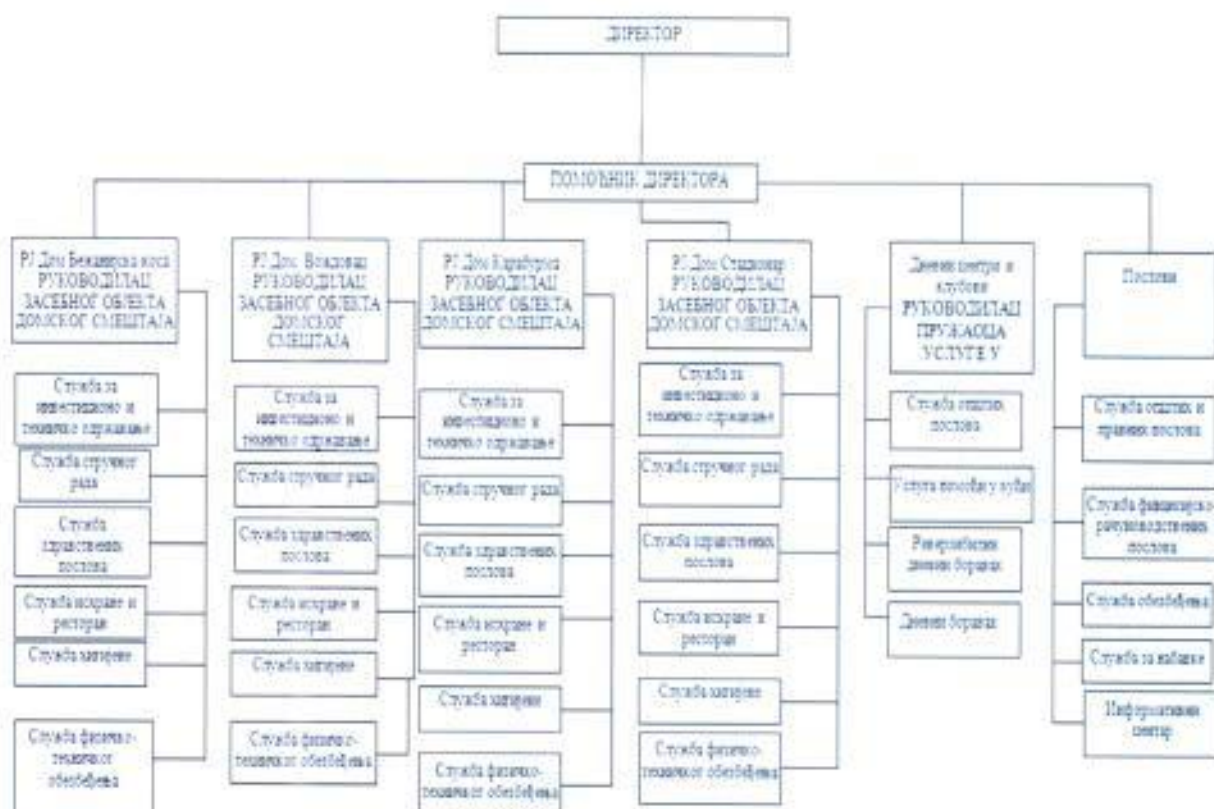 ДИРЕКТОР
ПОМОЋНИК ДИРЕКТОРА
РЈ Дом Бежанијска коса
РУКОВОДИЛАЦ
ЗАСЕБНОГ ОБЈЕКТА
ДОМСКОГ СМЕШТАЈА
Служба за
инвестиционо и
техничко одржавање
Служба стручног
рада
Служба
здравствених
послова
Служба исхране и
ресторан
Служба хигијене
Служба физичко-
техничког
обезбеђења
РЈ Дом Вождовац
РУКОВОДИЛАЦ
ЗАСЕБНОГ ОБЈЕКТА
ДОМСКОГ
СМЕШТАЈА
Служба за
инвестиционо и
техничко одржавање
Служба стручног рада
Служба здравствених
послова
Служба исхране и
ресторан
Служба хигијене
Служба физичко-
техничког обезбеђења
РЈ Дом Карабурма
РУКОВОДИЛАЦ
ЗАСЕБНОГ ОБЈЕКТА
ДОМСКОГ СМЕШТАЈА
Служба за
инвестиционо и
техничко одржавање
Служба стручног рада
Служба здравствених
послова
Служба исхране и
ресторан
Служба хигијене
Служба физичко-
техничког обезбеђења
РЈ Дом Стационар
РУКОВОДИЛАЦ
ЗАСЕБНОГ ОБЈЕКТА
ДОМСКОГ СМЕШТАЈА
Служба за
инвестиционо и
техничко одржавање
Служба стручног рада
Служба здравствених
послова
Служба исхране и
ресторан
Служба хигијене
Служба физичко-
техничког обезбеђења
Дневни центри и
клубови
РУКОВОДИЛАЦ
ПРУЖАОЦА
УСЛУГЕ У
Служба општих
послова
Услуга помоћи у кући
Дневни боравак
дневни боравак
Послови
Служба општих и
правних послова
Служба финансијско-
рачуноводствених
послова
Служба обезбеђења
Служба за набавке
Информативни
центар